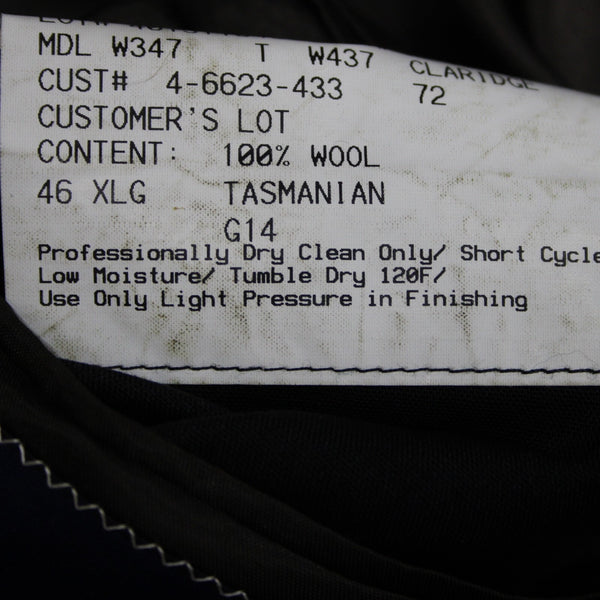 MDL W347 T W437 CLARIDGE
CUST# 4-6623-433 72
CUSTOMER'S LOT
CONTENT: 100% WOOL
46 XLG TASMANIAN
G14
Professionally Dry Clean Only/ Short Cycle
Low Moisture/ Tumble Dry 120F/
Use Only Light Pressure in Finishing